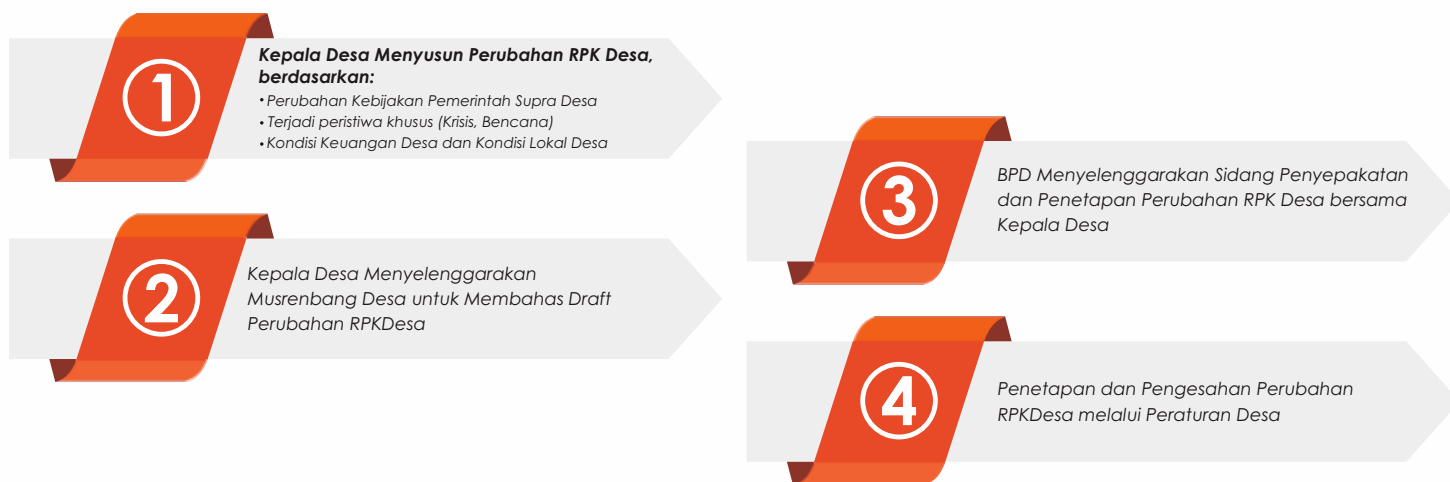 1
Kepala Desa Menyusun Perubahan RPK Desa,
berdasarkan:
• Perubahan Kebijakan Pemerintah Supra Desa
• Terjadi peristiwa khusus (Krisis, Bencana)
• Kondisi Keuangan Desa dan Kondisi Lokal Desa
2
Kepala Desa Menyelenggarakan
Musrenbang Desa untuk Membahas Draft
Perubahan RPKDesa
3
BPD Menyelenggarakan Sidang Penyepakatan
dan Penetapan Perubahan RPK Desa bersama
Kepala Desa
4
Penetapan dan Pengesahan Perubahan
RPKDesa melalui Peraturan Desa